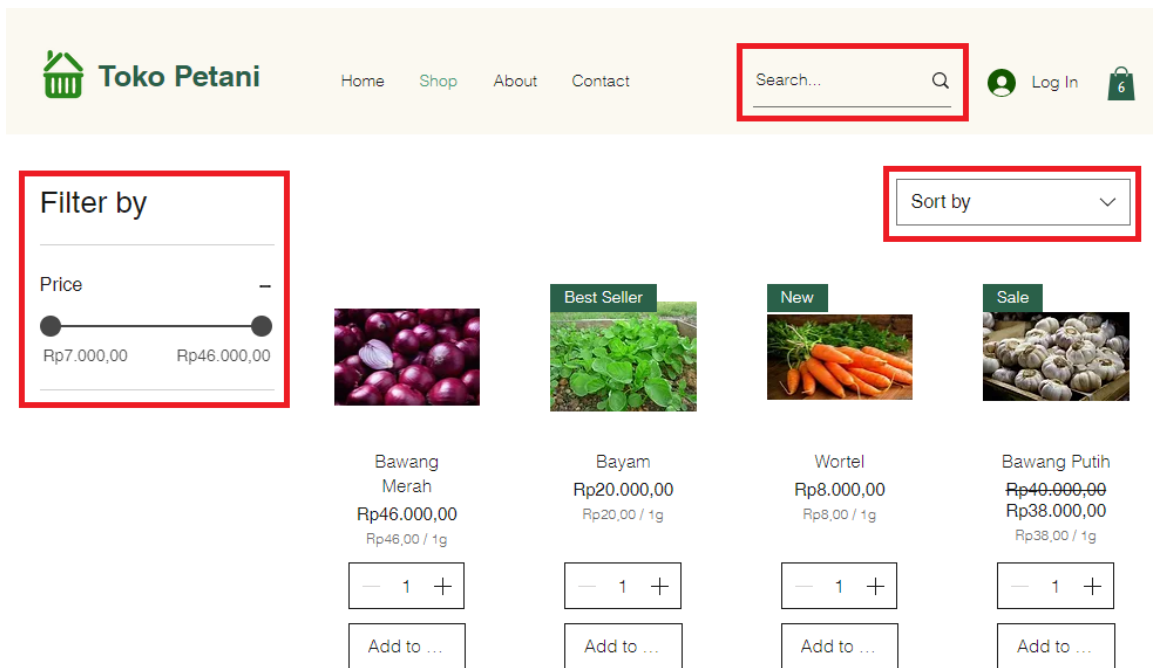 Toko Petani
Home Shop About Contact
Search...
Log In
6
Filter by
Sort by
Price
Rp7.000,00 Rp46.000,00
Best Seller
New
Sale
Bawang
Merah
Rp46.000,00
Rp46,00 / 1g
1
Add to ...
Bayam
Rp20.000,00
Rp20,00 / 1g
1
Add to ...
Wortel
Rp8.000,00
Rp8,00 / 1g
1
Add to ...
Bawang Putih
Rp40.000,00
Rp38.000,00
Rp38,00 / 1g
1
Add to ...